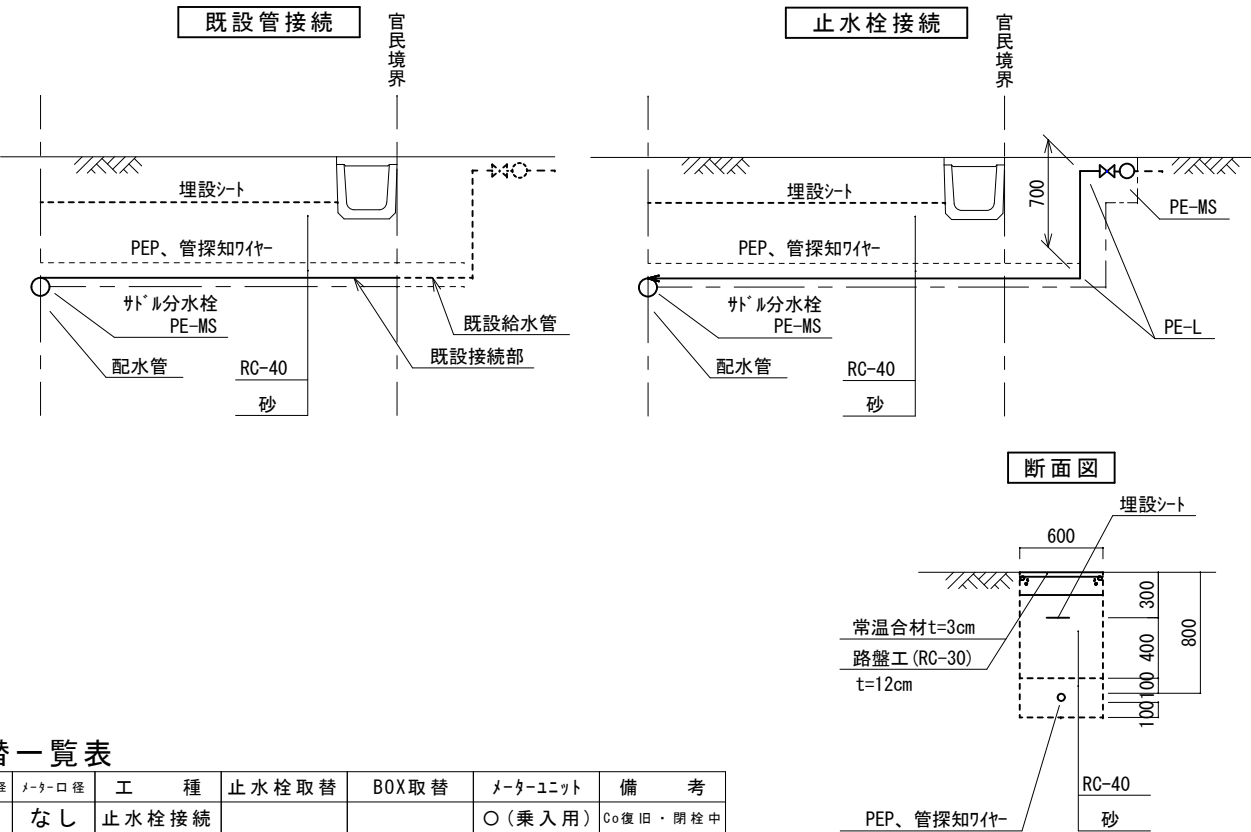 既設管接続
官民境界
埋設シート
PEP、管探知ワイヤー
サドル分水栓
PE-MS
既設給水管
既設接続部
配水管
RC-40
砂
止水栓接続
官民境界
700
埋設シート
PE-MS
PEP、管探知ワイヤー
サドル分水栓
PE-MS
PE-L
配水管
RC-40
砂
断面図
埋設シート
600
300
400
100
100
800
常温合材t=3cm
路盤工(RC-30)
t=12cm
RC-40
PEP、管探知ワイヤー
砂
替一覧表
径 メーター口径 工種 止水栓取替 BOX取替 メーターユニット 備考
なし 止水栓接続 ○(乗入用) Co復旧・閉栓中